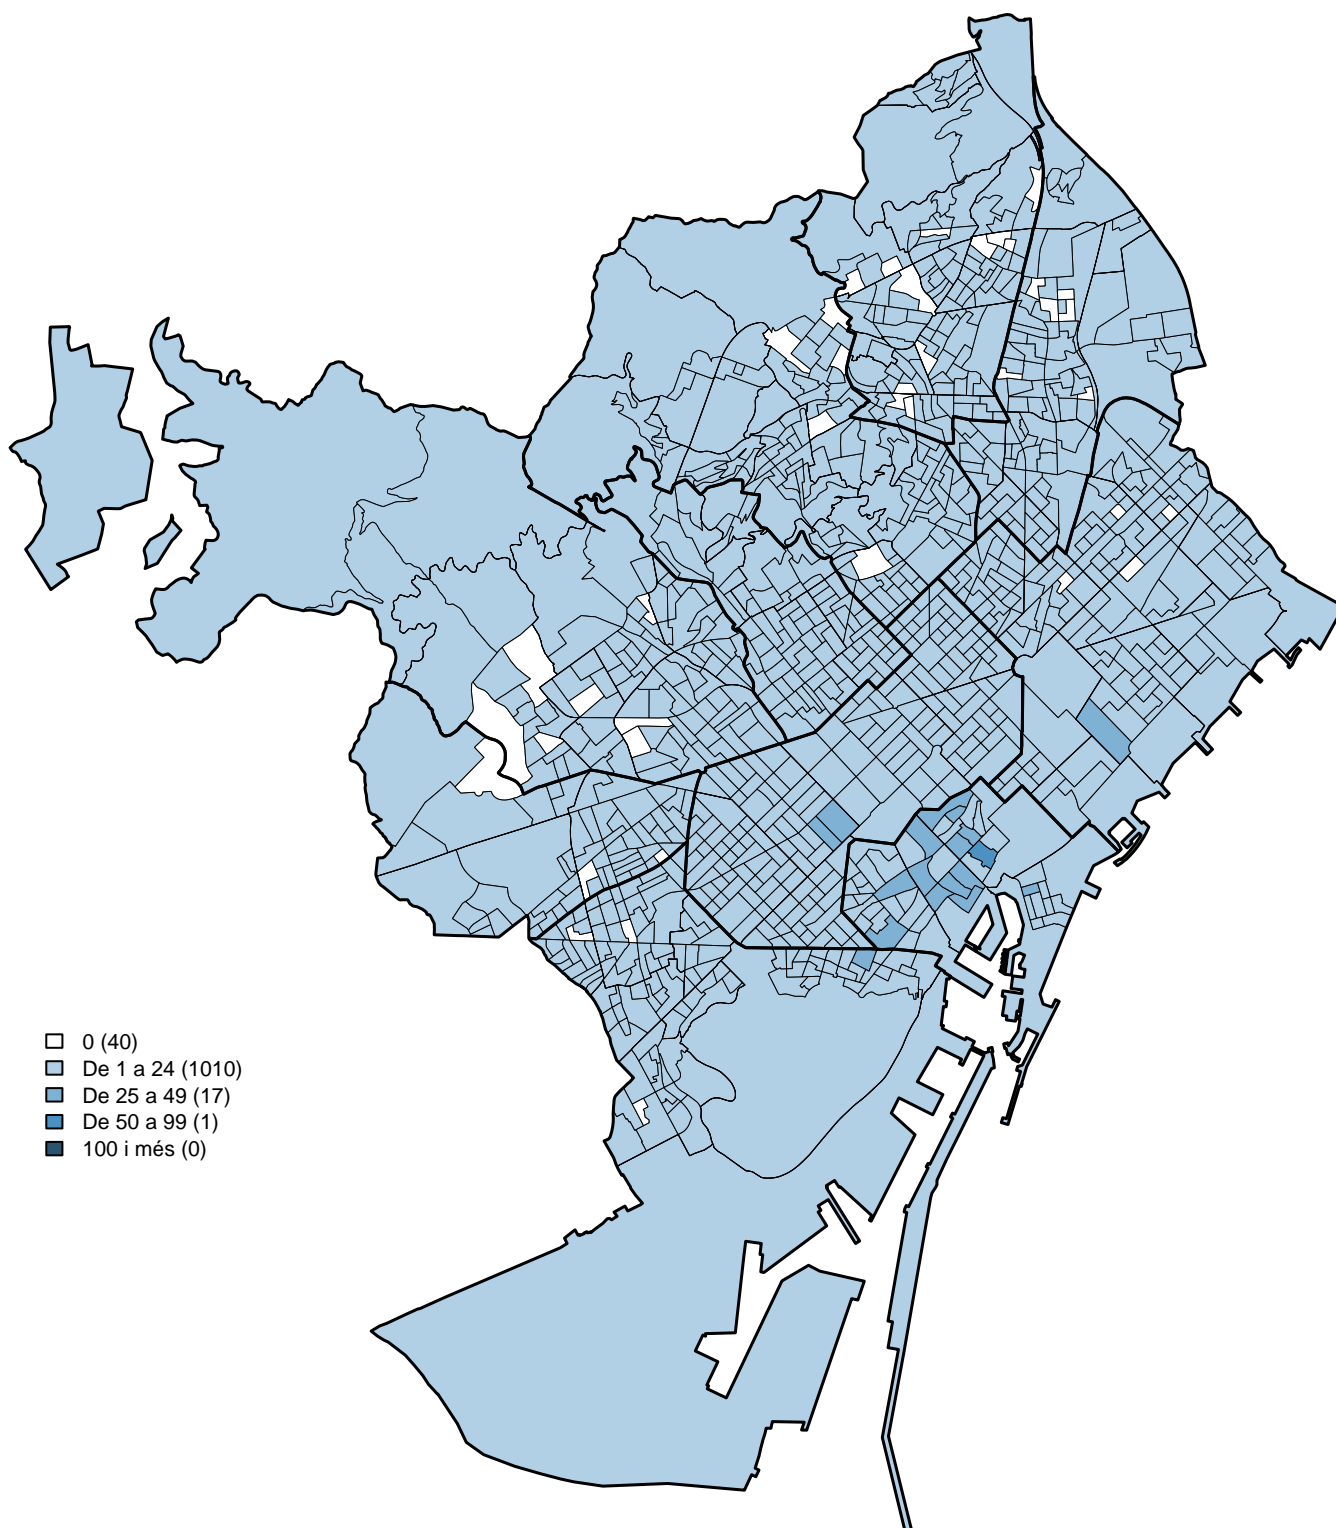 0 (40)
De 1 a 24 (1010)
De 25 a 49 (17)
De 50 a 99 (1)
100 i més (0)